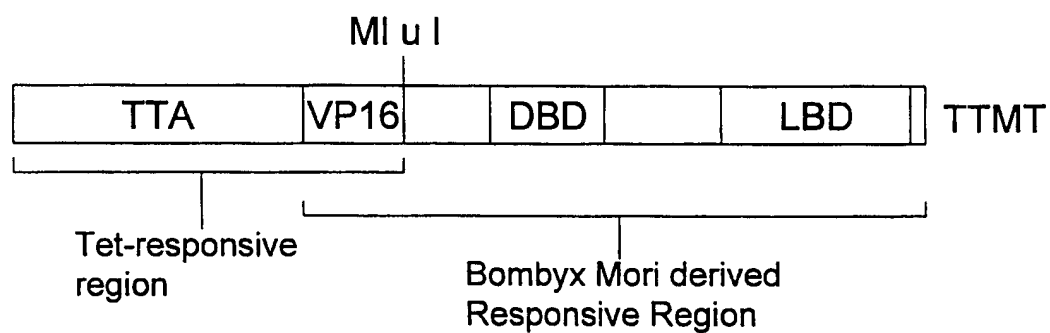 Ml u I
TTA VP16 DBD LBD TTMT
Tet-responsive
region
Bombyx Mori derived
Responsive Region